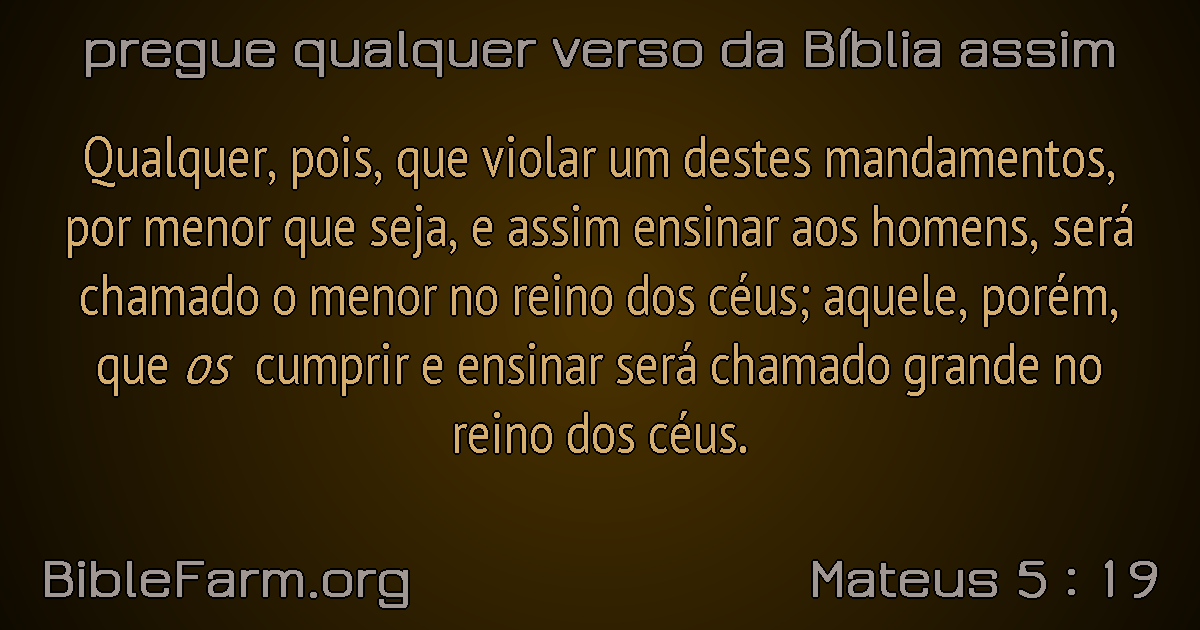 pregue qualquer verso da Bíblia assim
Qualquer, pois, que violar um destes mandamentos,
por menor que seja, e assim ensinar aos homens, será
chamado o menor no reino dos céus; aquele, porém,
que os cumprir e ensinar será chamado grande no
reino dos céus.
BibleFarm.org
Mateus 5 : 19